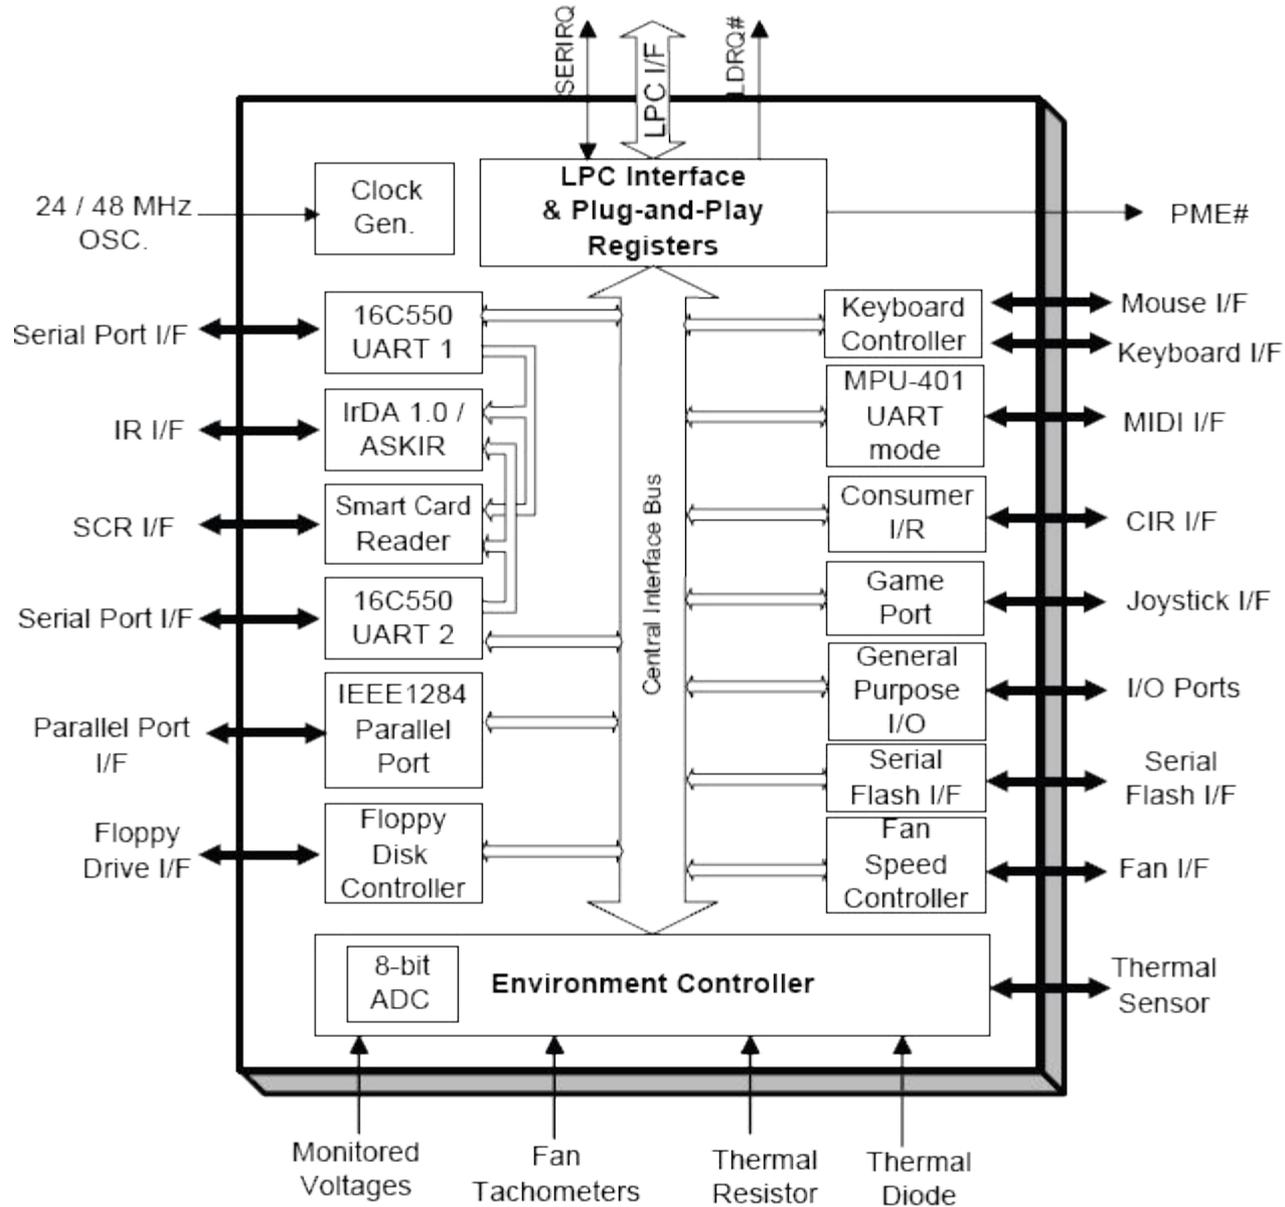 SERIRQ
LPC I/F
LDRQ#
24 / 48 MHz
OSC.
Clock
Gen.
LPC Interface
& Plug-and-Play
Registers
PME#
Serial Port I/F
16C550
UART 1
IR I/F
IrDA 1.0 /
ASKIR
SCR I/F
Smart Card
Reader
Serial Port I/F
16C550
UART 2
Parallel Port
I/F
IEEE1284
Parallel
Port
Floppy
Drive I/F
Floppy
Disk
Controller
Central Interface Bus
Keyboard
Controller
Mouse I/F
Keyboard I/F
MPU-401
UART
mode
MIDI I/F
Consumer
I/R
CIR I/F
Game
Port
Joystick I/F
General
Purpose
I/O
I/O Ports
Serial
Flash I/F
Serial
Flash I/F
Fan
Speed
Controller
Fan I/F
8-bit
ADC
Environment Controller
Thermal
Sensor
Monitored
Voltages
Fan
Tachometers
Thermal
Resistor
Thermal
Diode